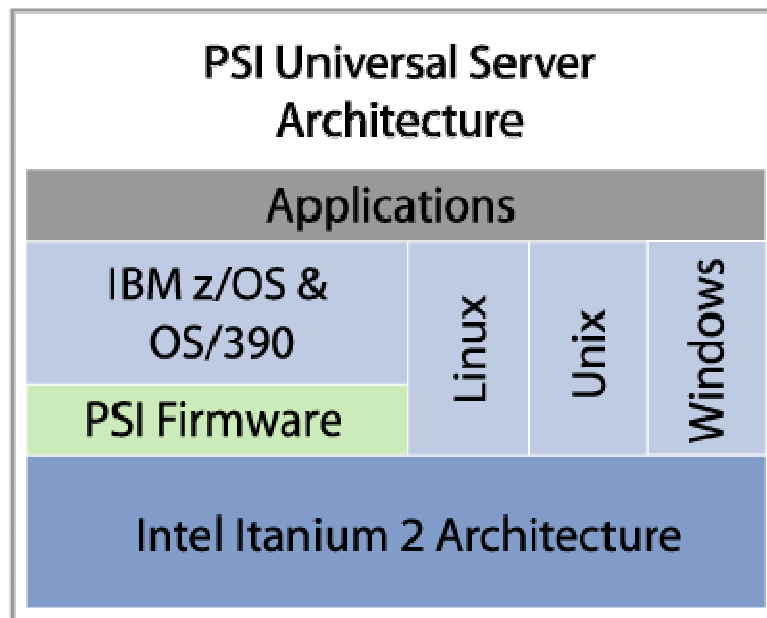 PSI Universal Server
Architecture
Applications
IBM z/OS &
OS/390
Linux
Unix
Windows
PSI Firmware
Intel Itanium 2 Architecture